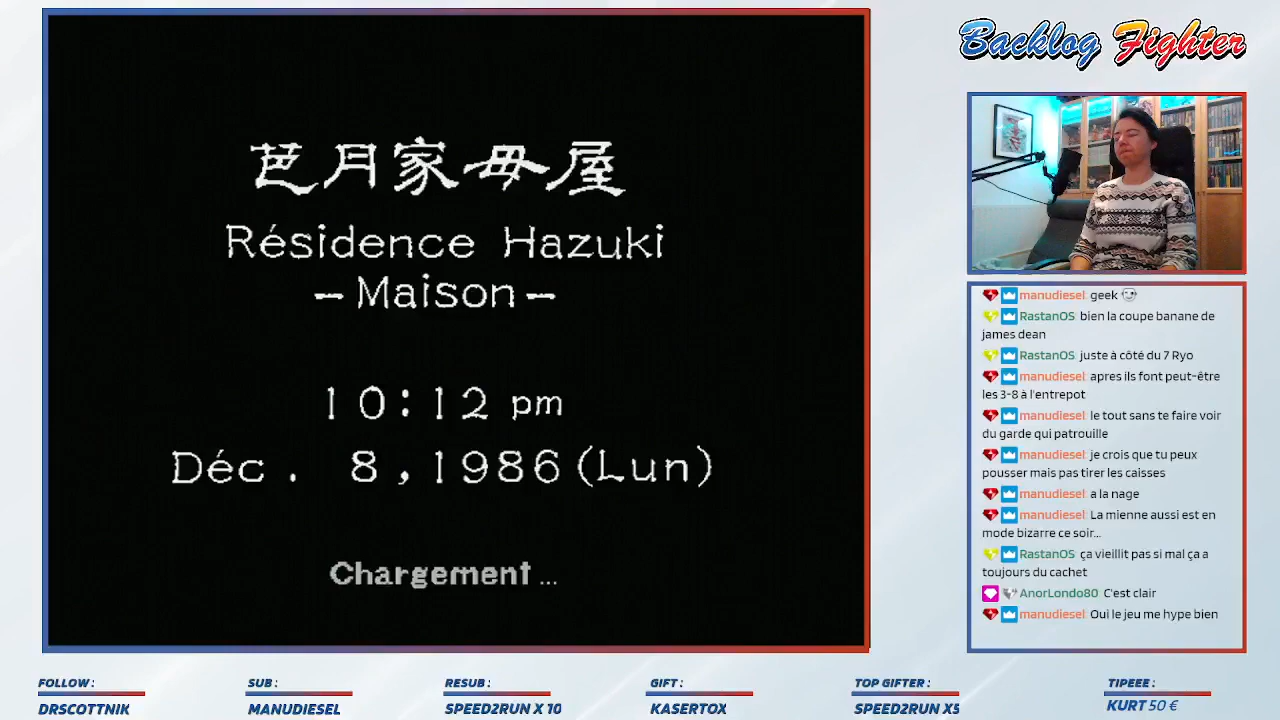 Backlog Fighter
芭月家母屋
Résidence Hazuki
- Maison -
10:12 pm
Déc. 8,1986(Lun)
Chargement ...
manudiesel: geek
RastanOS: bien la coupe banane de
james dean
RastanOS: juste à côté du 7 Ryo
manudiesel: apres ils font peut-être
les 3-8 à l'entrepot
manudiesel: le tout sans te faire voir
du garde qui patrouille
manudiesel: je crois que tu peux
pousser mais pas tirer les caisses
manudiesel: a la nage
manudiesel: La mienne aussi est en
mode bizarre ce soir...
RastanOS: ça vieillit pas si mal ça a
toujours du cachet
AnorLondo80: C'est clair
manudiesel: Oui le jeu me hype bien
FOLLOW :
DRSCOTTNIK
SUB :
MANUDIESEL
RESUB :
SPEED2RUN X 10
GIFT :
KASERTOX
TOP GIFTER :
SPEED2RUN X5
TIPEEE :
KURT 50 €